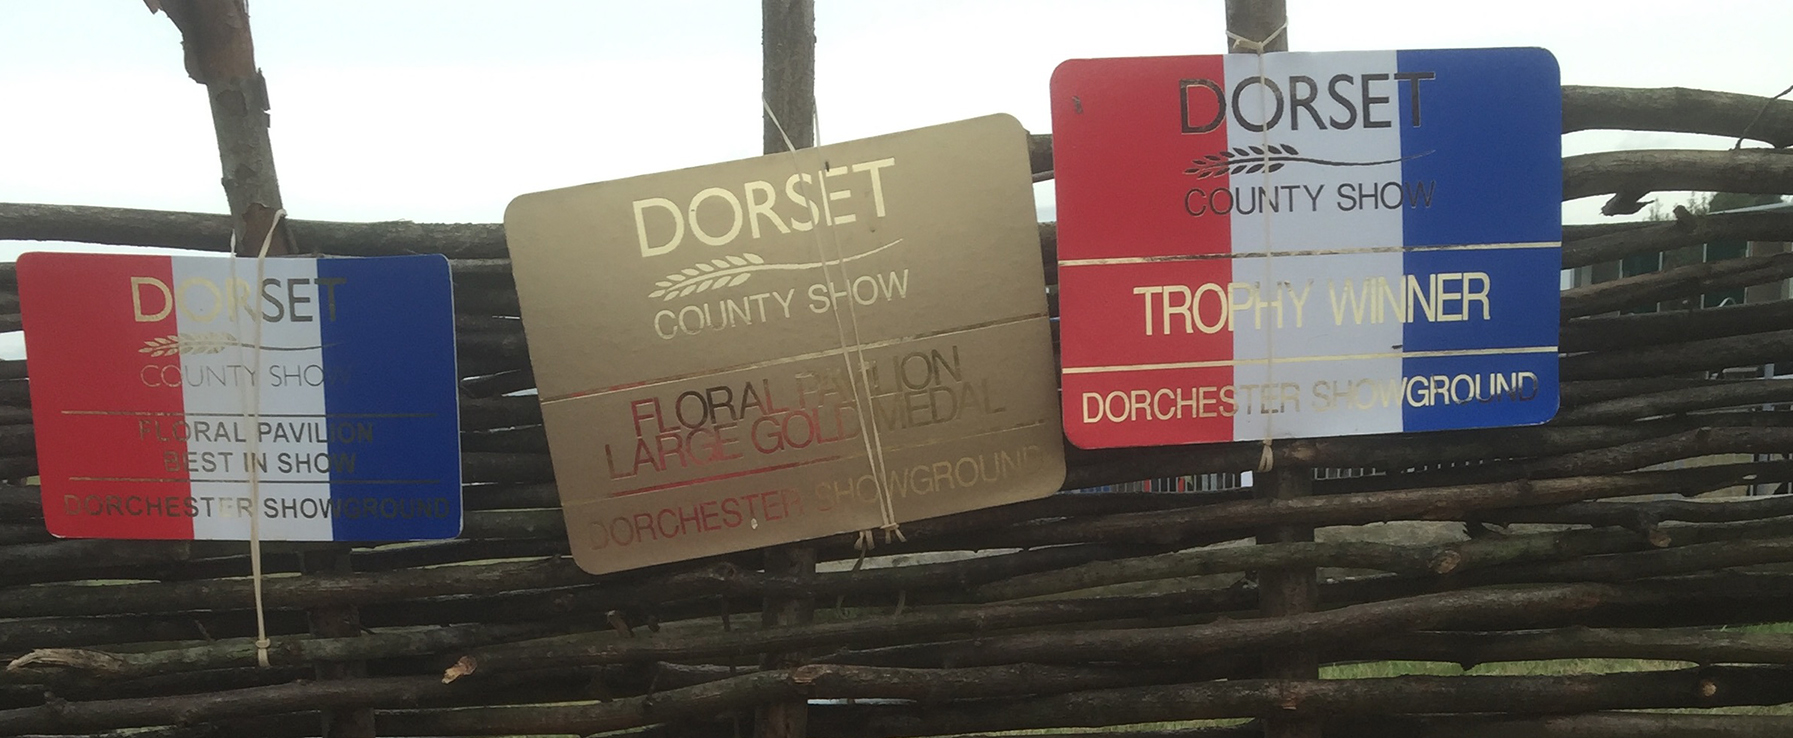 DORSET
COUNTY SHOW
FLORAL PAVILION
BEST IN SHOW
DORCHESTER SHOWGROUND
DORSET
COUNTY SHOW
FLORAL PAVILION
LARGE GOLD MEDAL
DORCHESTER SHOWGROUND
DORSET
COUNTY SHOW
TROPHY WINNER
DORCHESTER SHOWGROUND